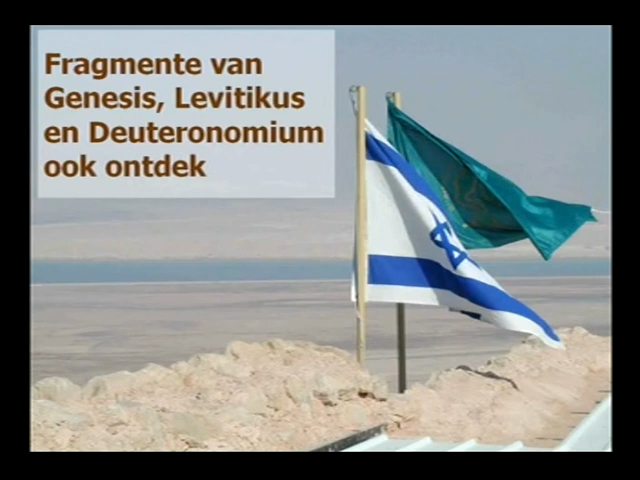 Fragmente van
Genesis, Levitikus
en Deuteronomium
ook ontdek